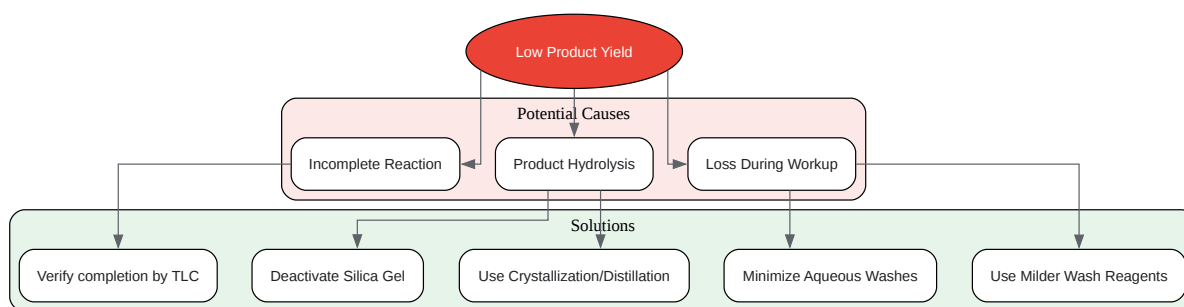 Low Product Yield
Potential Causes
Incomplete Reaction
Product Hydrolysis
Loss During Workup
Solutions
Verify completion by TLC
Deactivate Silica Gel
Use Crystallization/Distillation
Minimize Aqueous Washes
Use Milder Wash Reagents